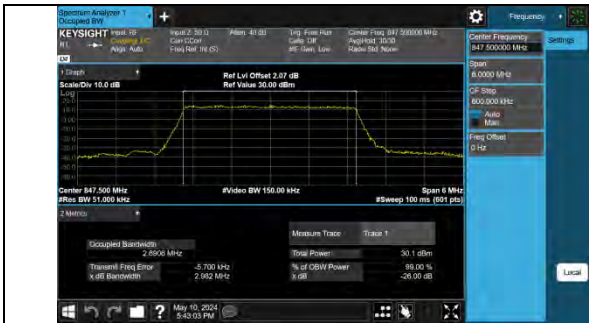 Spectrum Analyzer 1
Occupied BW
Frequency
KEYSIGHT Input: RF
Coupling: DC
Align: Auto
Input Z: 50 Ω
Corr CCorr
Freq Ref: Int (S)
Atten: 40 dB
Trig: Free Run
Gate: Off
#IF Gain: Low
Center Freq: 847.500000 MHz
Avg|Hold: 30/30
Radio Std: None
Center Frequency
847.500000 MHz
Settings
Span
6.0000 MHz
CF Step
600.000 kHz
Auto
Man
Freq Offset
0 Hz
1 Graph
Scale/Div 10.0 dB
Ref Lvl Offset 2.07 dB
Ref Value 30.00 dBm
Log
Center 847.500 MHz
#Res BW 51.000 kHz
#Video BW 150.00 kHz
Span 6 MHz
#Sweep 100 ms (601 pts)
2 Metrics
Measure Trace
Trace 1
Occupied Bandwidth
2.6906 MHz
Total Power
30.1 dBm
Transmit Freq Error
-5.700 kHz
% of OBW Power
99.00 %
x dB Bandwidth
2.982 MHz
x dB
-26.00 dB
Local
May 10, 2024
5:43:03 PM